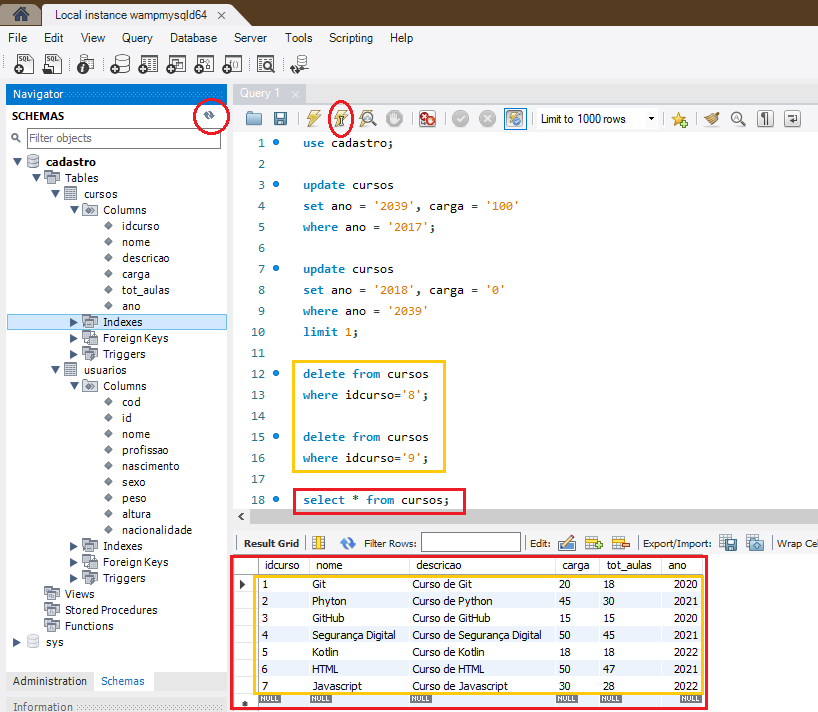 Local instance wampmysqld64
File Edit View Query Database Server Tools Scripting Help
Navigator
SCHEMAS
Filter objects
cadastro
Tables
cursos
Columns
idcurso
nome
descricao
carga
tot_aulas
ano
Indexes
Foreign Keys
Triggers
usuarios
Columns
cod
id
nome
profissao
nascimento
sexo
peso
altura
nacionalidade
Indexes
Foreign Keys
Triggers
Views
Stored Procedures
Functions
sys
Administration Schemas
Information
Query 1
Limit to 1000 rows
1 use cadastro;
2
3 update cursos
4 set ano = '2039', carga = '100'
5 where ano = '2017';
6
7 update cursos
8 set ano = '2018', carga = '0'
9 where ano = '2039'
10 limit 1;
11
12 delete from cursos
13 where idcurso='8';
14
15 delete from cursos
16 where idcurso='9';
17
18 select * from cursos;
Result Grid Filter Rows: Edit: Export/Import: Wrap Cel
idcurso nome descricao carga tot_aulas ano
1 Git Curso de Git 20 18 2020
2 Phyton Curso de Python 45 30 2021
3 GitHub Curso de GitHub 15 15 2020
4 Segurança Digital Curso de Segurança Digital 50 45 2021
5 Kotlin Curso de Kotlin 18 18 2022
6 HTML Curso de HTML 50 47 2021
7 Javascript Curso de Javascript 30 28 2022
NULL NULL NULL NULL NULL NULL